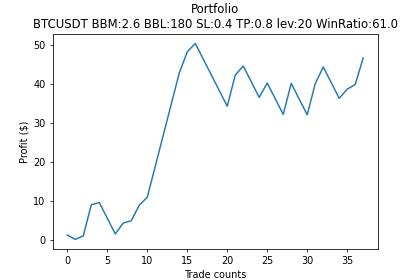 Portfolio
BTCUSDT BBM:2.6 BBL:180 SL:0.4 TP:0.8 lev:20 WinRatio:61.0
50
40
30
20
10
0
Profit ($)
0 5 10 15 20 25 30 35
Trade counts